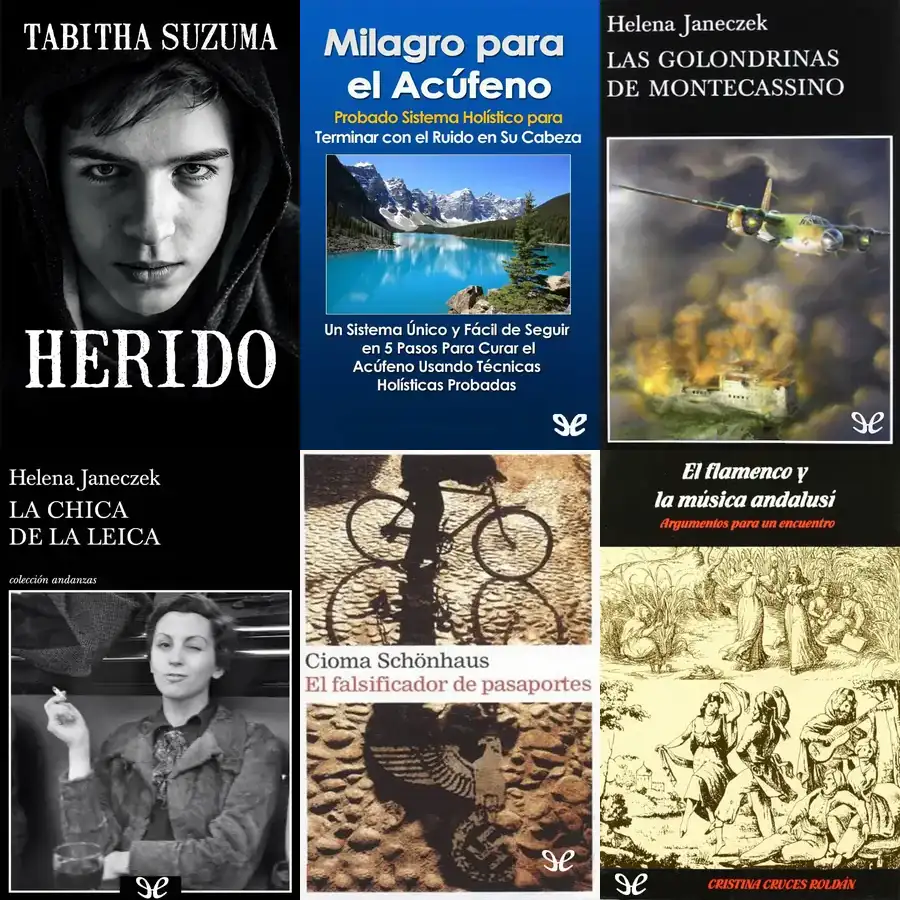 TABITHA SUZUMA
HERIDO
Milagro para
el Acúfeno
Probado Sistema Holístico para
Terminar con el Ruido en Su Cabeza
Un Sistema Único y Fácil de Seguir
en 5 Pasos Para Curar el
Acúfeno Usando Técnicas
Holísticas Probadas
Helena Janeczek
LAS GOLONDRINAS
DE MONTECASSINO
Helena Janeczek
LA CHICA
DE LA LEICA
colección andanzas
Cioma Schönhaus
El falsificador de pasaportes
El flamenco y
la música andalusí
Argumentos para un encuentro
CRISTINA CRUCES ROLDÁN